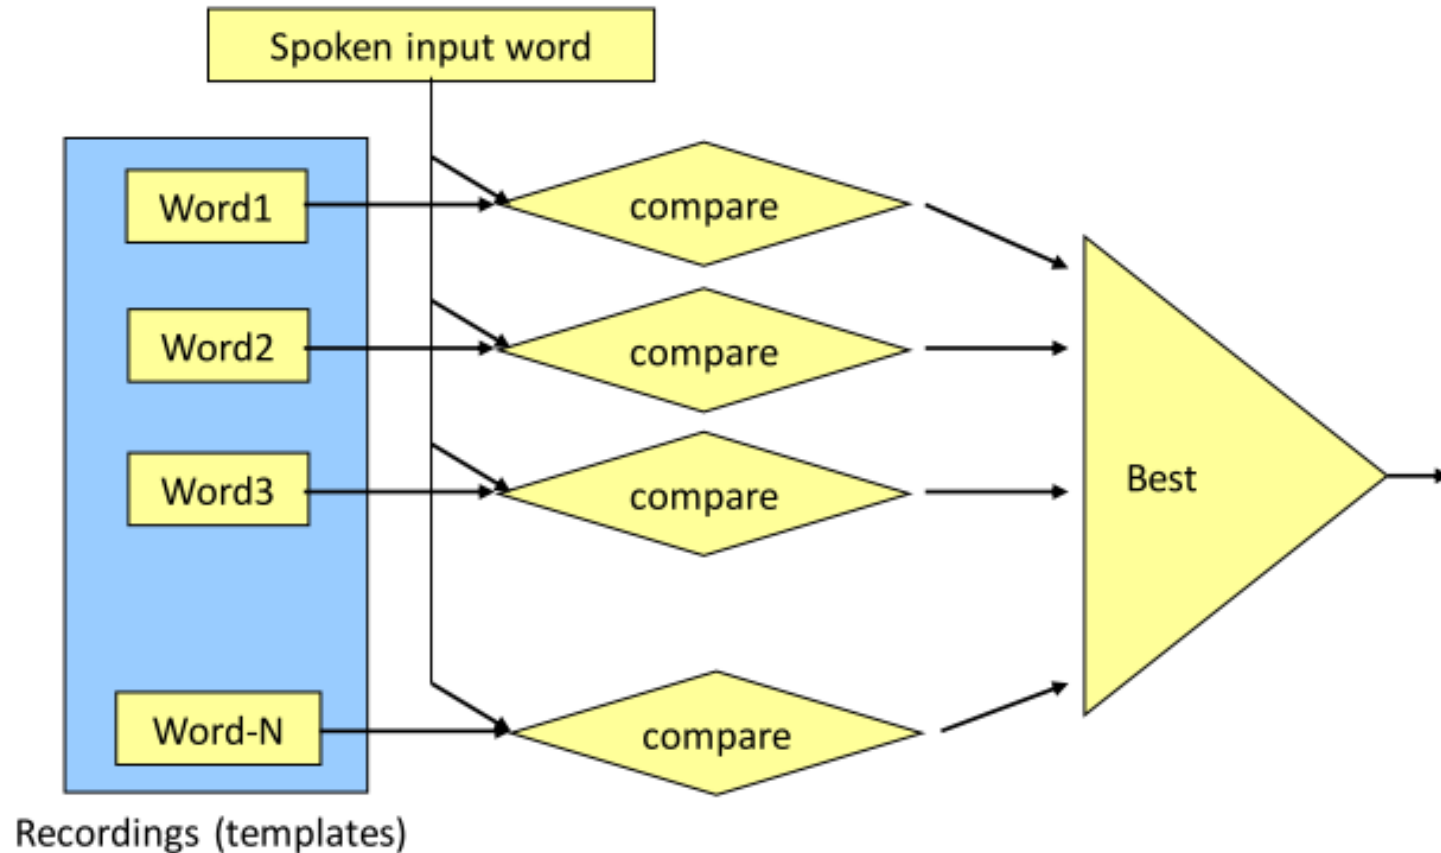 Spoken input word
Word1
compare
Word2
compare
Word3
compare
Best
Word-N
compare
Recordings (templates)